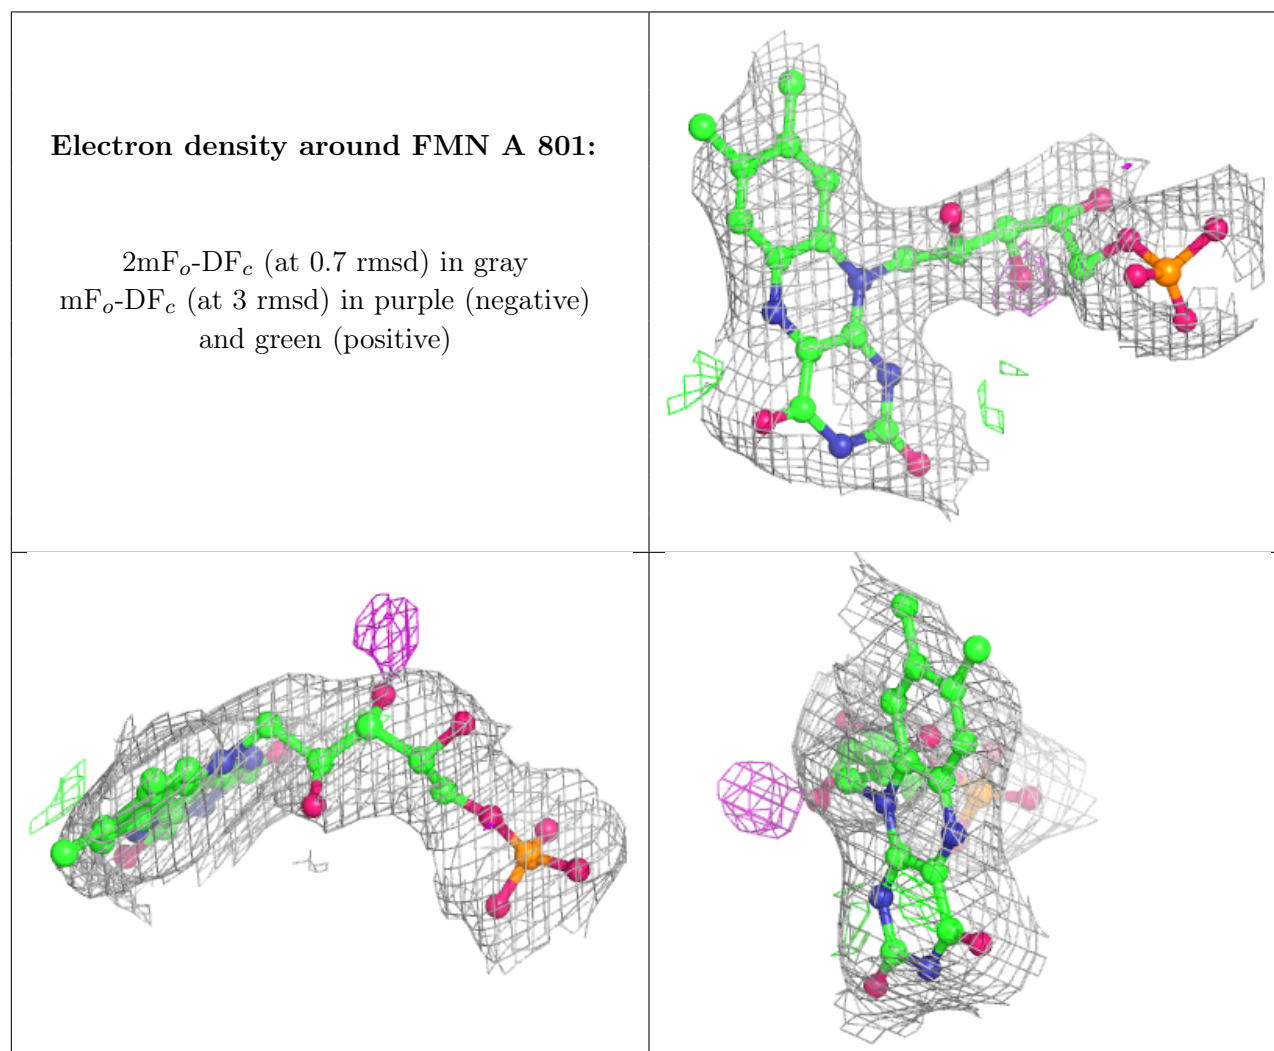 Electron density around FMN A 801:
2mFo-DFc (at 0.7 rmsd) in gray
mFo-DFc (at 3 rmsd) in purple (negative)
and green (positive)